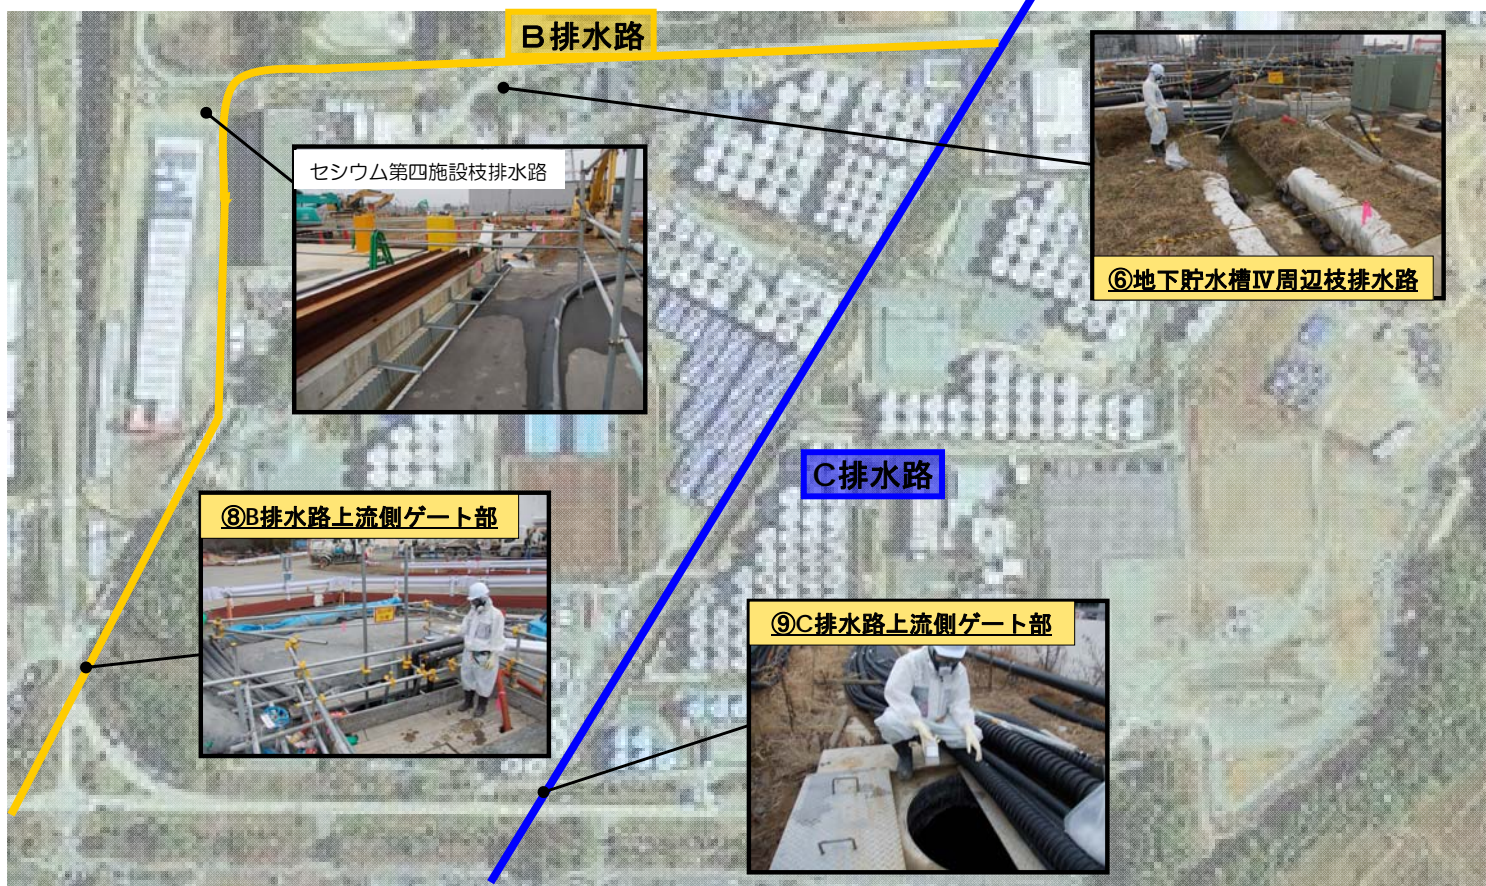 B排水路
セシウム第四施設枝排水路
⑥地下貯水槽Ⅳ周辺枝排水路
C排水路
⑧B排水路上流側ゲート部
⑨C排水路上流側ゲート部